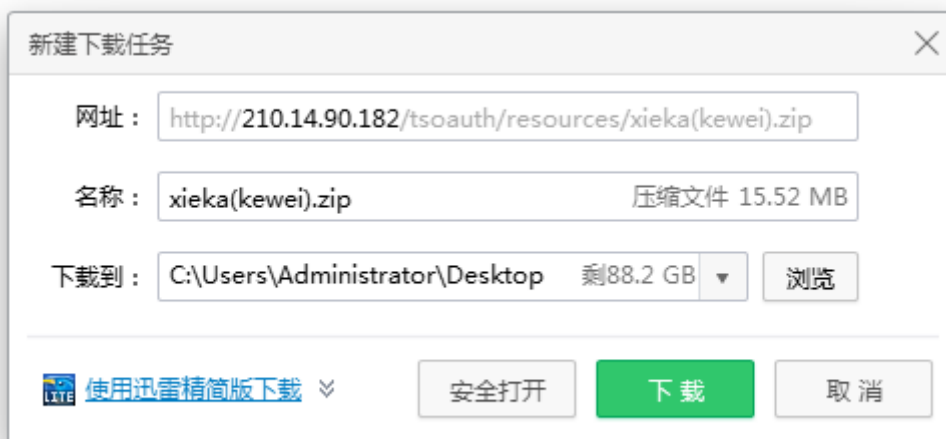 新建下载任务
网址： http://210.14.90.182/tsoauth/resources/xieka(kewei).zip
名称： xieka(kewei).zip 压缩文件 15.52 MB
下载到： C:\Users\Administrator\Desktop 剩88.2 GB 浏览
LITE 使用迅雷精简版下载 安全打开 下载 取消